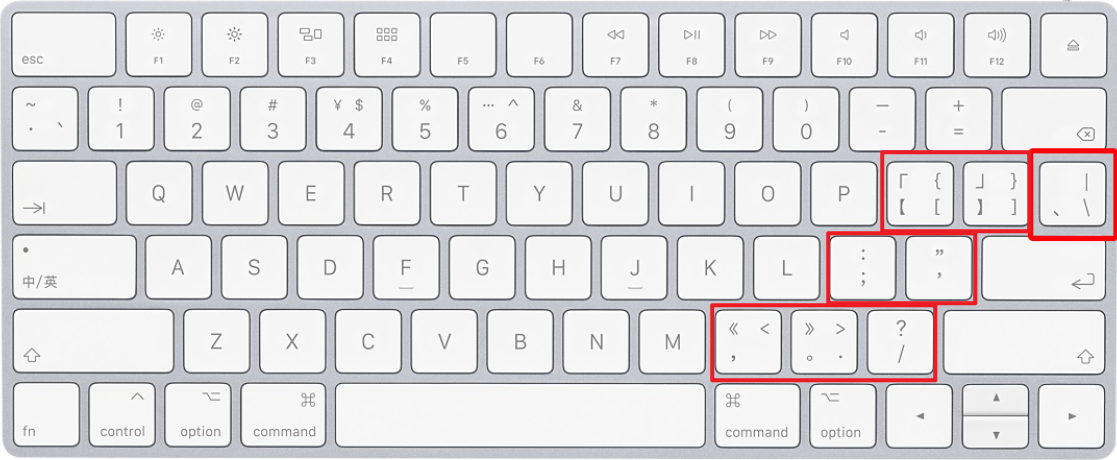 esc F1 F2 F3 F4 F5 F6 F7 F8 F9 F10 F11 F12
~ ! @ # ¥ $ % … ^ & * ( ) — +
· ` 1 2 3 4 5 6 7 8 9 0 - =
Q W E R T Y U I O P 「 { 」 } |
【 [ 】 ] 、 \
中/英 A S D F G H J K L : ; ” ’
Z X C V B N M 《 < 》 > ?
, 。 . /
fn control option command command option